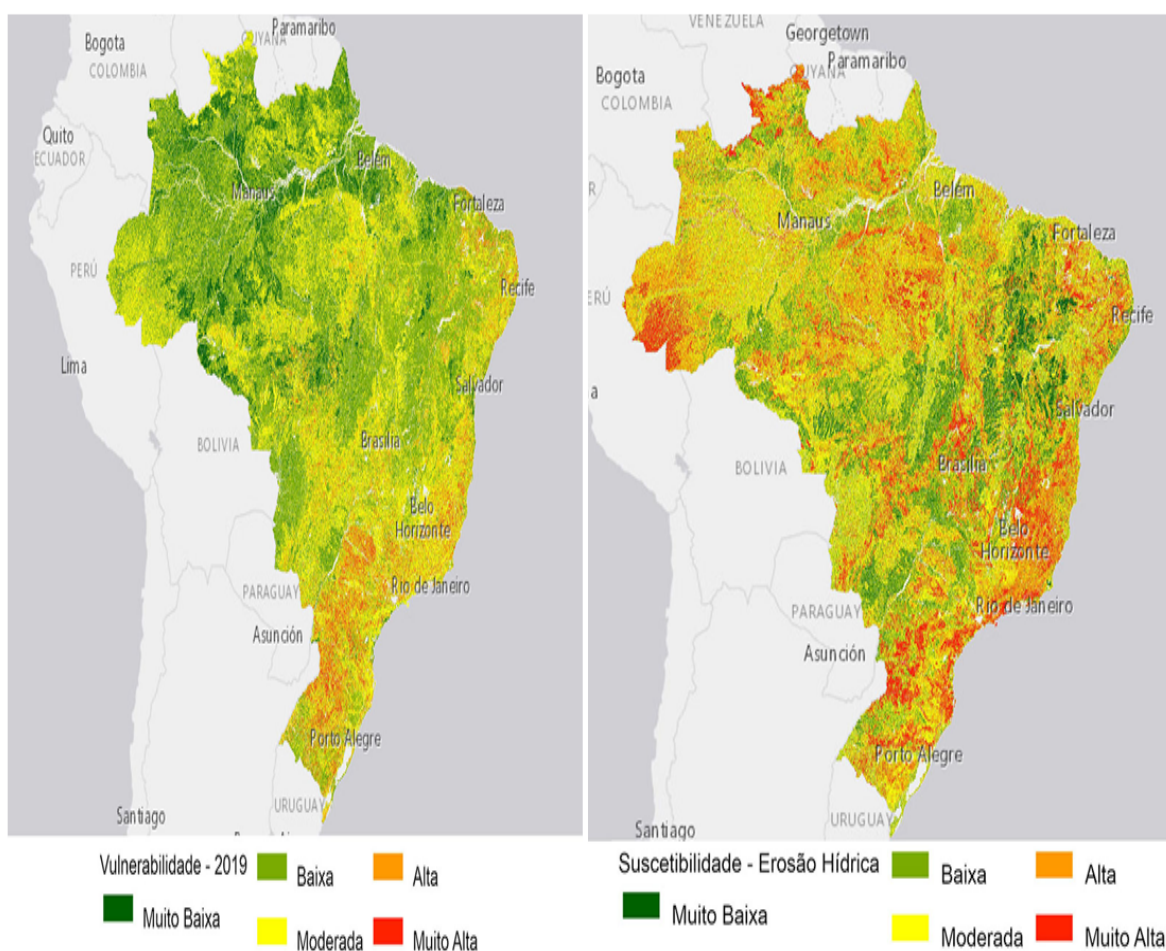 Paramaribo
GUYANA
Bogota
COLOMBIA
Quito
ECUADOR
Belém
Manaus
Fortaleza
PERÚ
Recife
Lima
Salvador
Brasília
BOLIVIA
Belo
Horizonte
PARAGUAY
Rio de Janeiro
Asunción
Porto Alegre
URUGUAY
Santiago
Vulnerabilidade - 2019
Baixa
Alta
Muito Baixa
Moderada
Muito Alta
VENEZUELA
Georgetown
GUYANA
Paramaribo
Bogota
COLOMBIA
Belém
Manaus
Fortaleza
Recife
Salvador
Brasília
BOLIVIA
Belo
Horizonte
PARAGUAY
Rio de Janeiro
Asunción
Porto Alegre
URUGUAY
Santiago
Suscetibilidade - Erosão Hídrica
Baixa
Alta
Muito Baixa
Moderada
Muito Alta